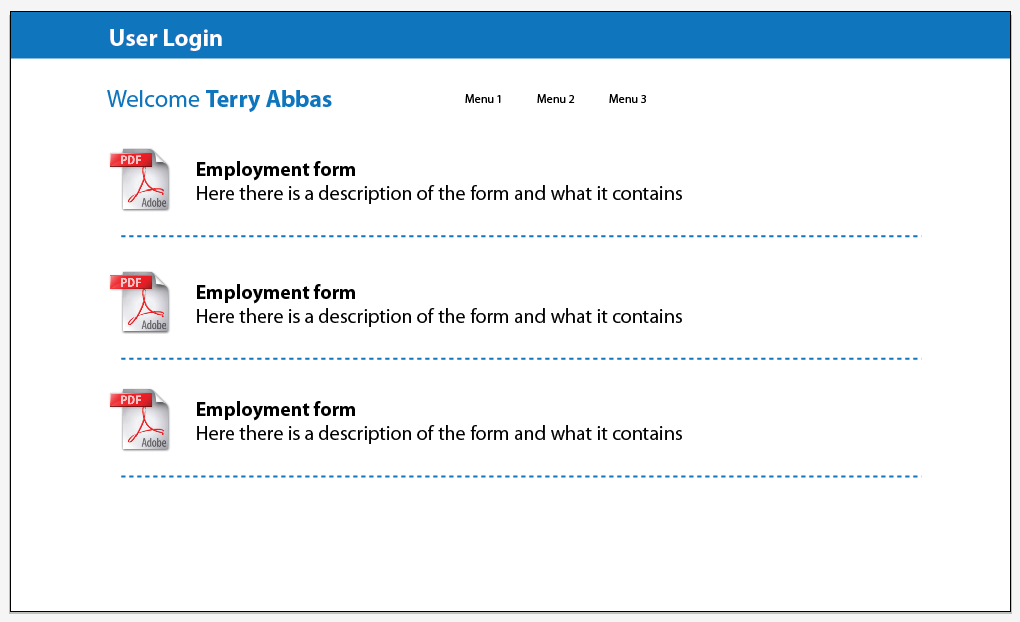 User Login
Welcome Terry Abbas
Menu 1 Menu 2 Menu 3
PDF
Employment form
Here there is a description of the form and what it contains
Adobe
PDF
Employment form
Here there is a description of the form and what it contains
Adobe
PDF
Employment form
Here there is a description of the form and what it contains
Adobe